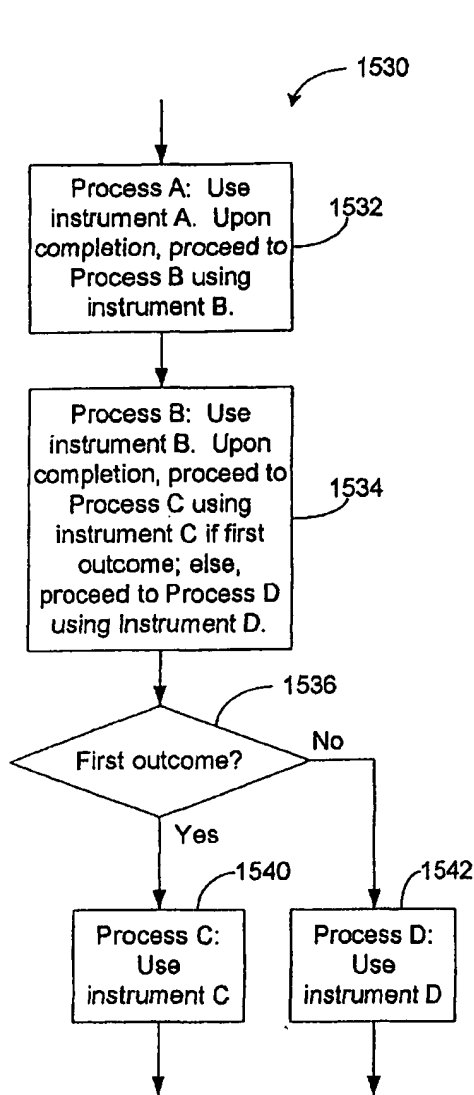 1530
Process A: Use
instrument A. Upon
completion, proceed to
Process B using
instrument B.
1532
Process B: Use
instrument B. Upon
completion, proceed to
Process C using
instrument C if first
outcome; else,
proceed to Process D
using instrument D.
1534
1536
First outcome?
No
Yes
1540
1542
Process C:
Use
instrument C
Process D:
Use
instrument D